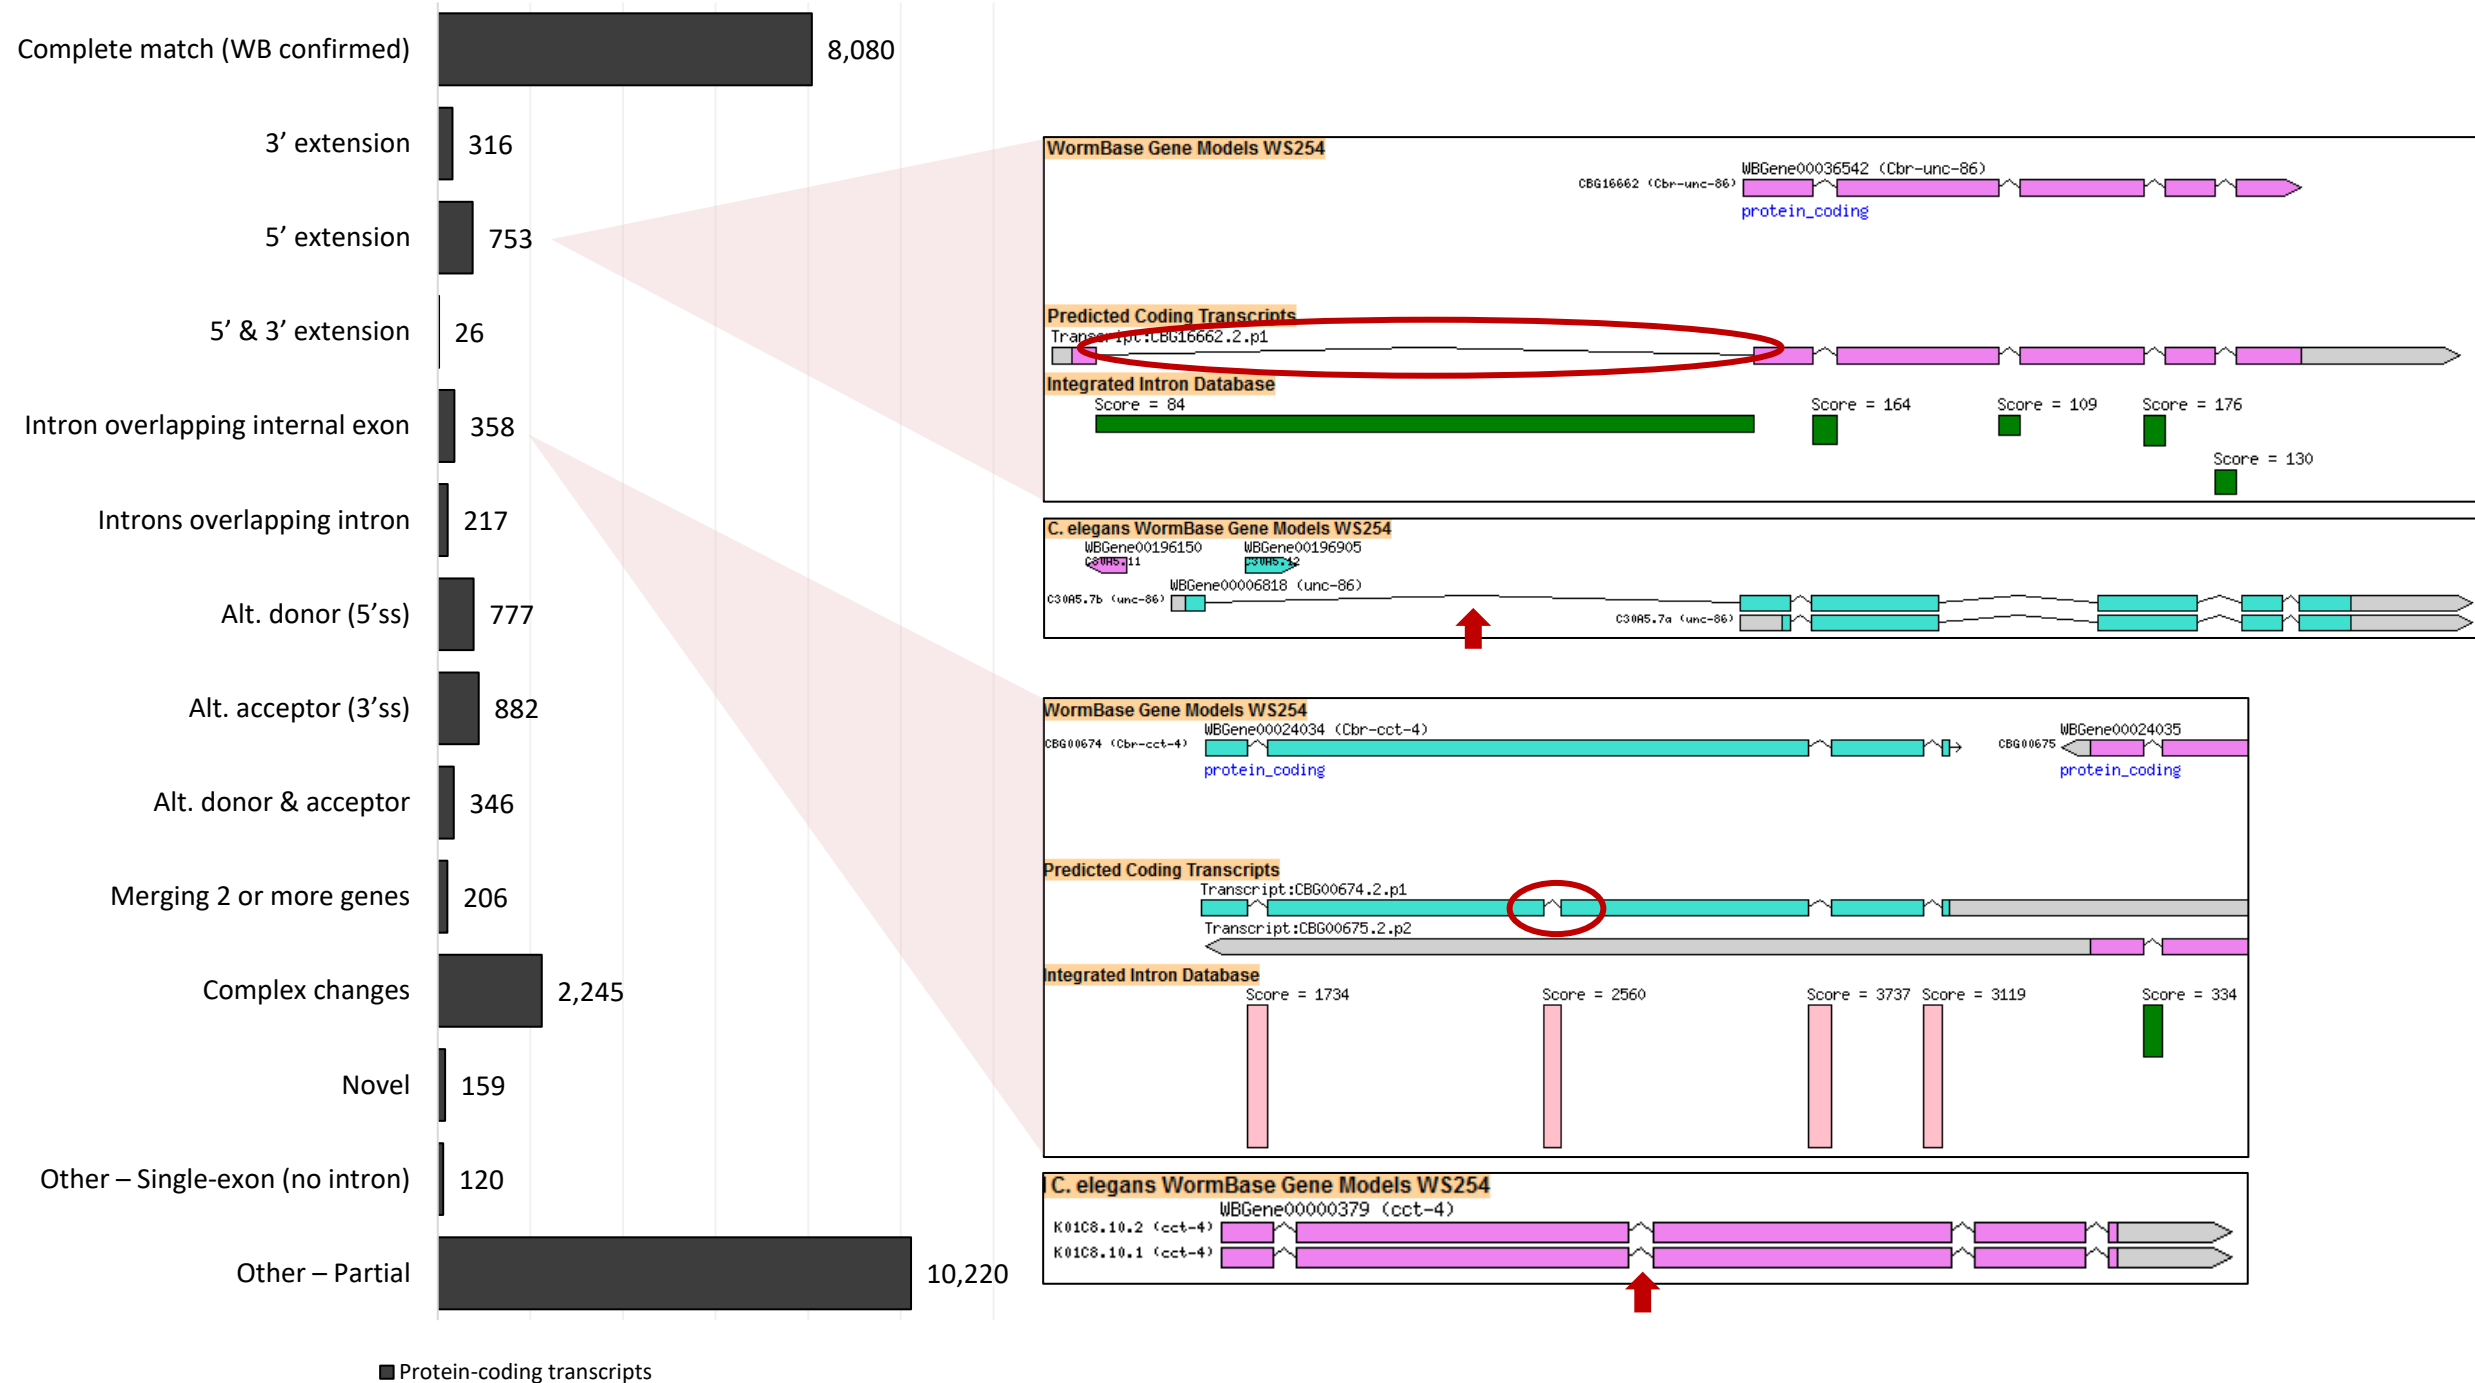 Complete match (WB confirmed)
8,080
3’ extension
316
5’ extension
753
5’ & 3’ extension
26
Intron overlapping internal exon
358
Introns overlapping intron
217
Alt. donor (5’ss)
777
Alt. acceptor (3’ss)
882
Alt. donor & acceptor
346
Merging 2 or more genes
206
Complex changes
2,245
Novel
159
Other – Single-exon (no intron)
120
Other – Partial
10,220
Protein-coding transcripts
WormBase Gene Models WS254
WBGene00036542 (Cbr-unc-86)
CBG16662 (Cbr-unc-86)
protein_coding
Predicted Coding Transcripts
Transcript:CBG16662.2.p1
Integrated Intron Database
Score = 84
Score = 164
Score = 109
Score = 176
Score = 130
C. elegans WormBase Gene Models WS254
WBGene00196150
WBGene00196905
C30A5.11
C30A5.12
WBGene00006818 (unc-86)
C30A5.7b (unc-86)
C30A5.7a (unc-86)
WormBase Gene Models WS254
WBGene00024034 (Cbr-cct-4)
WBGene00024035
CBG00674 (Cbr-cct-4)
CBG00675
protein_coding
protein_coding
Predicted Coding Transcripts
Transcript:CBG00674.2.p1
Transcript:CBG00675.2.p2
Integrated Intron Database
Score = 1734
Score = 2560
Score = 3737
Score = 3119
Score = 334
C. elegans WormBase Gene Models WS254
WBGene00000379 (cct-4)
K01C8.10.2 (cct-4)
K01C8.10.1 (cct-4)